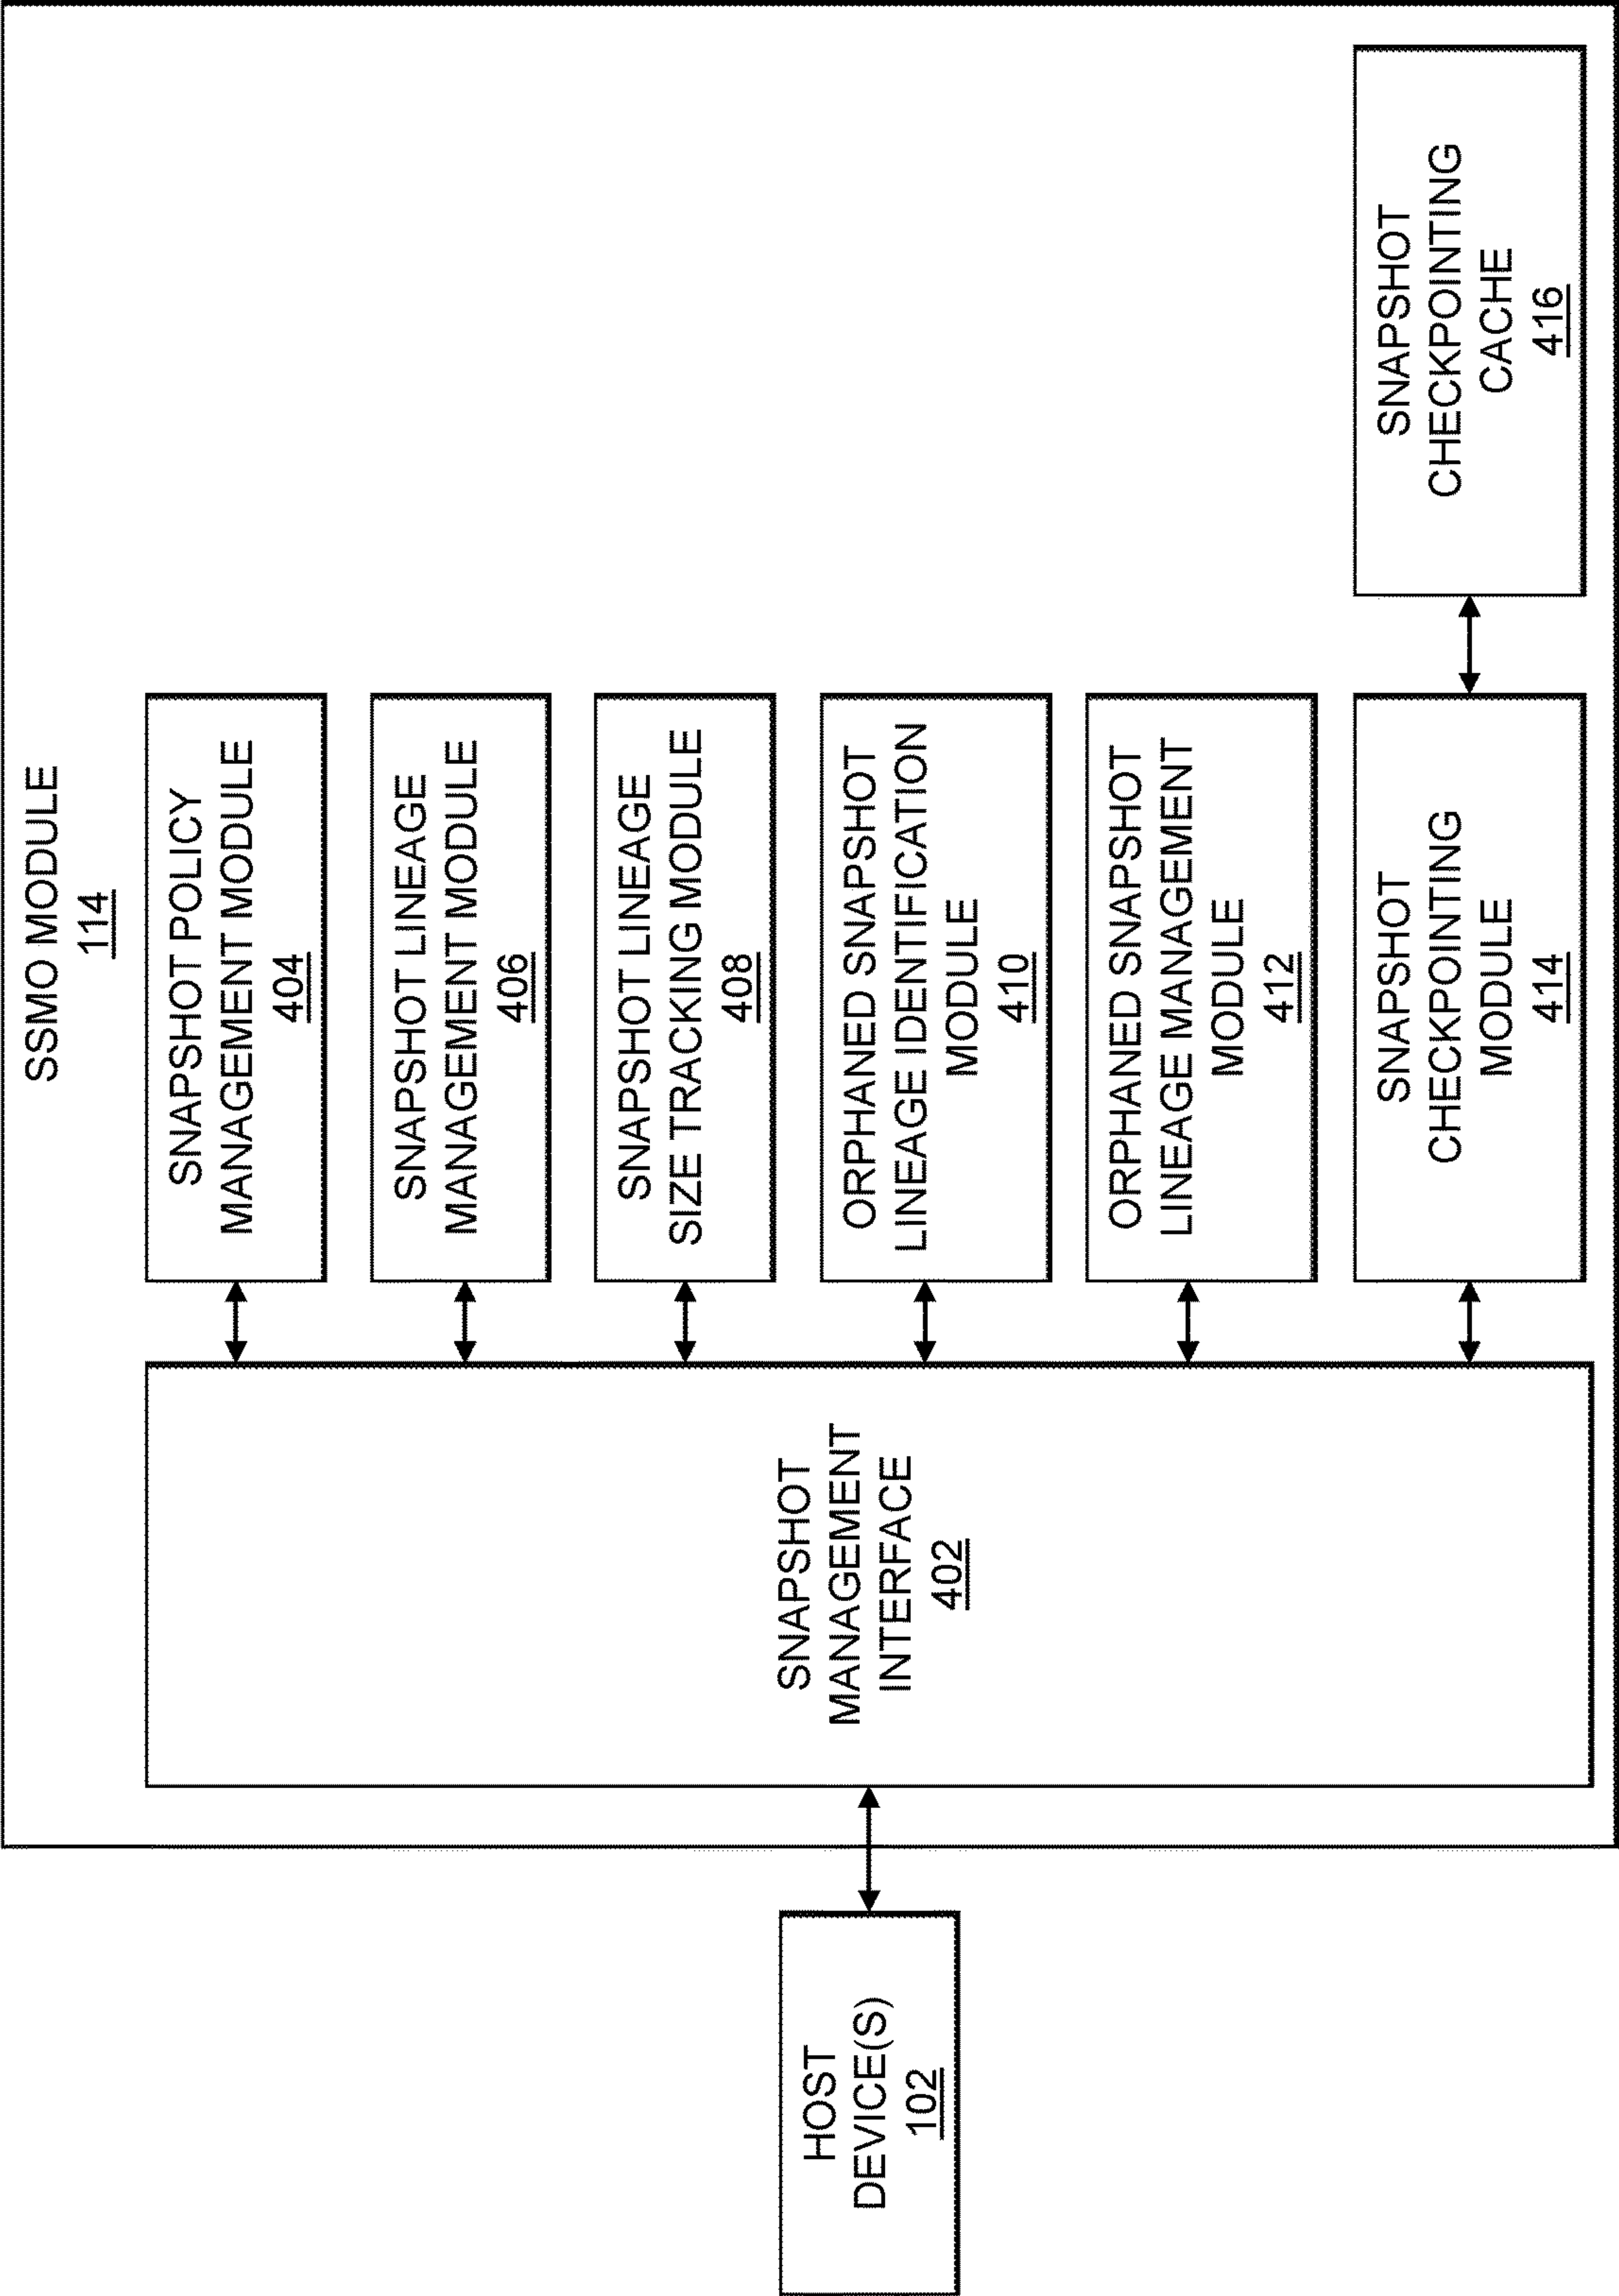 SSMO MODULE
114
HOST
DEVICE(S)
102
SNAPSHOT
MANAGEMENT
INTERFACE
402
SNAPSHOT POLICY
MANAGEMENT MODULE
404
SNAPSHOT LINEAGE
MANAGEMENT MODULE
406
SNAPSHOT LINEAGE
SIZE TRACKING MODULE
408
ORPHANED SNAPSHOT
LINEAGE IDENTIFICATION
MODULE
410
ORPHANED SNAPSHOT
LINEAGE MANAGEMENT
MODULE
412
SNAPSHOT
CHECKPOINTING
MODULE
414
SNAPSHOT
CHECKPOINTING
CACHE
416